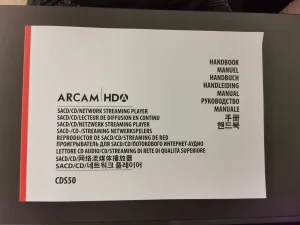 HANDBOOK
MANUEL
HANDBUCH
HANDLEIDING
MANUAL
РУКОВОДСТВО
MANUALE
手册
핸드북
ARCAM HDA
SACD/CD/NETWORK STREAMING PLAYER
SACD/CD/LECTEUR DE DIFFUSION EN CONTINU
SACD/CD/NETZWERK STREAMING PLAYER
SACD-/CD-/STREAMING NETWERKSPELERS
REPRODUCTOR DE SACD/CD/STREAMING DE RED
ПРОИГРЫВАТЕЛЬ ДЛЯ SACD/CD/ПОТОКОВОГО ИНТЕРНЕТ-АУДИО
LETTORE CD AUDIO/CD/STREAMING DI RETE DI QUALITÀ SUPERIORE
SACD/CD/网络流媒体播放器
SACD/CD/네트워크 플레이어
CDS50